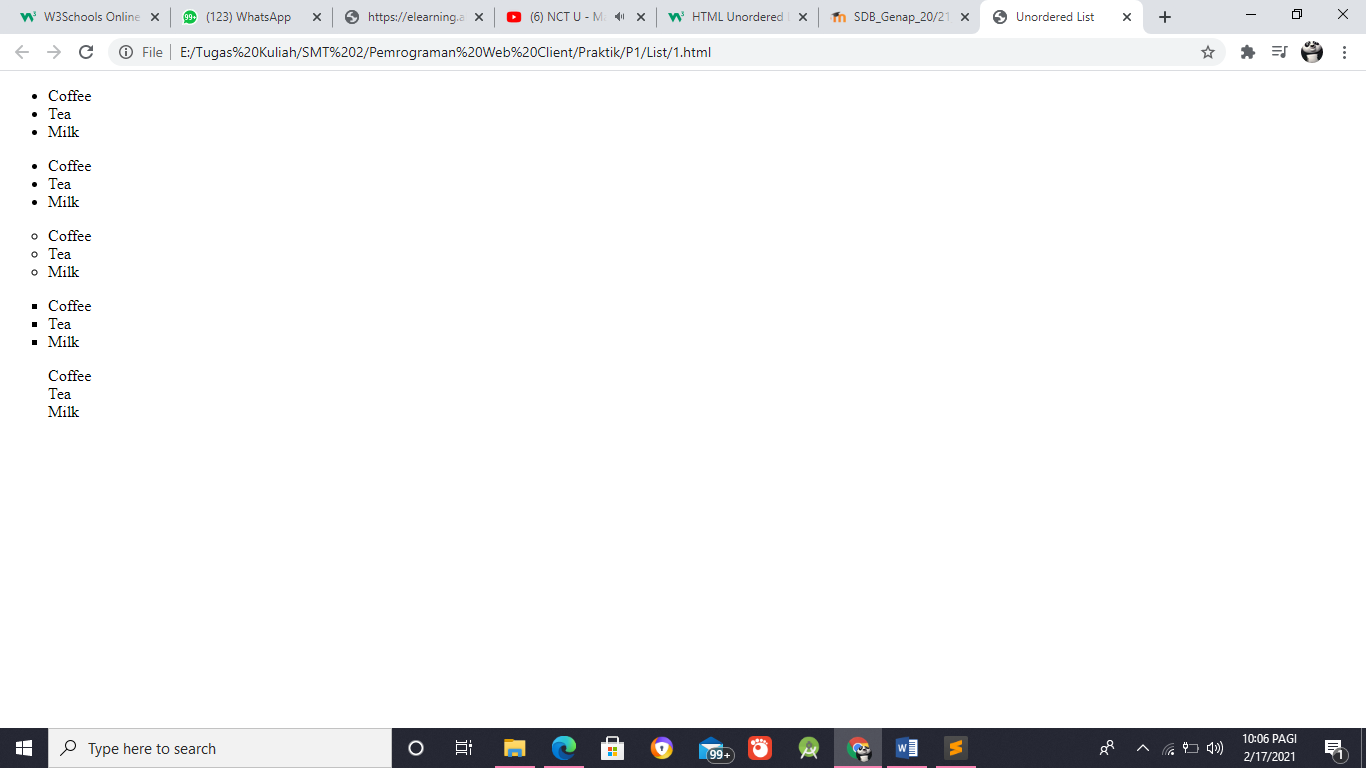 W3Schools Online
(123) WhatsApp
https://elearning.a
(6) NCT U - M
HTML Unordered
SDB_Genap_20/21
Unordered List
File
E:/Tugas%20Kuliah/SMT%202/Pemrograman%20Web%20Client/Praktik/P1/List/1.html
Coffee
Tea
Milk
Coffee
Tea
Milk
Coffee
Tea
Milk
Coffee
Tea
Milk
Coffee
Tea
Milk
Type here to search
99+
10:06 PAGI
2/17/2021
1